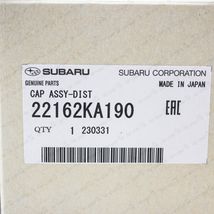 SUBARU
SUBARU CORPORATION
GENUINE PARTS
MADE IN JAPAN
CAP ASSY-DIST
22162KA190
EAC
QTY 1 230331